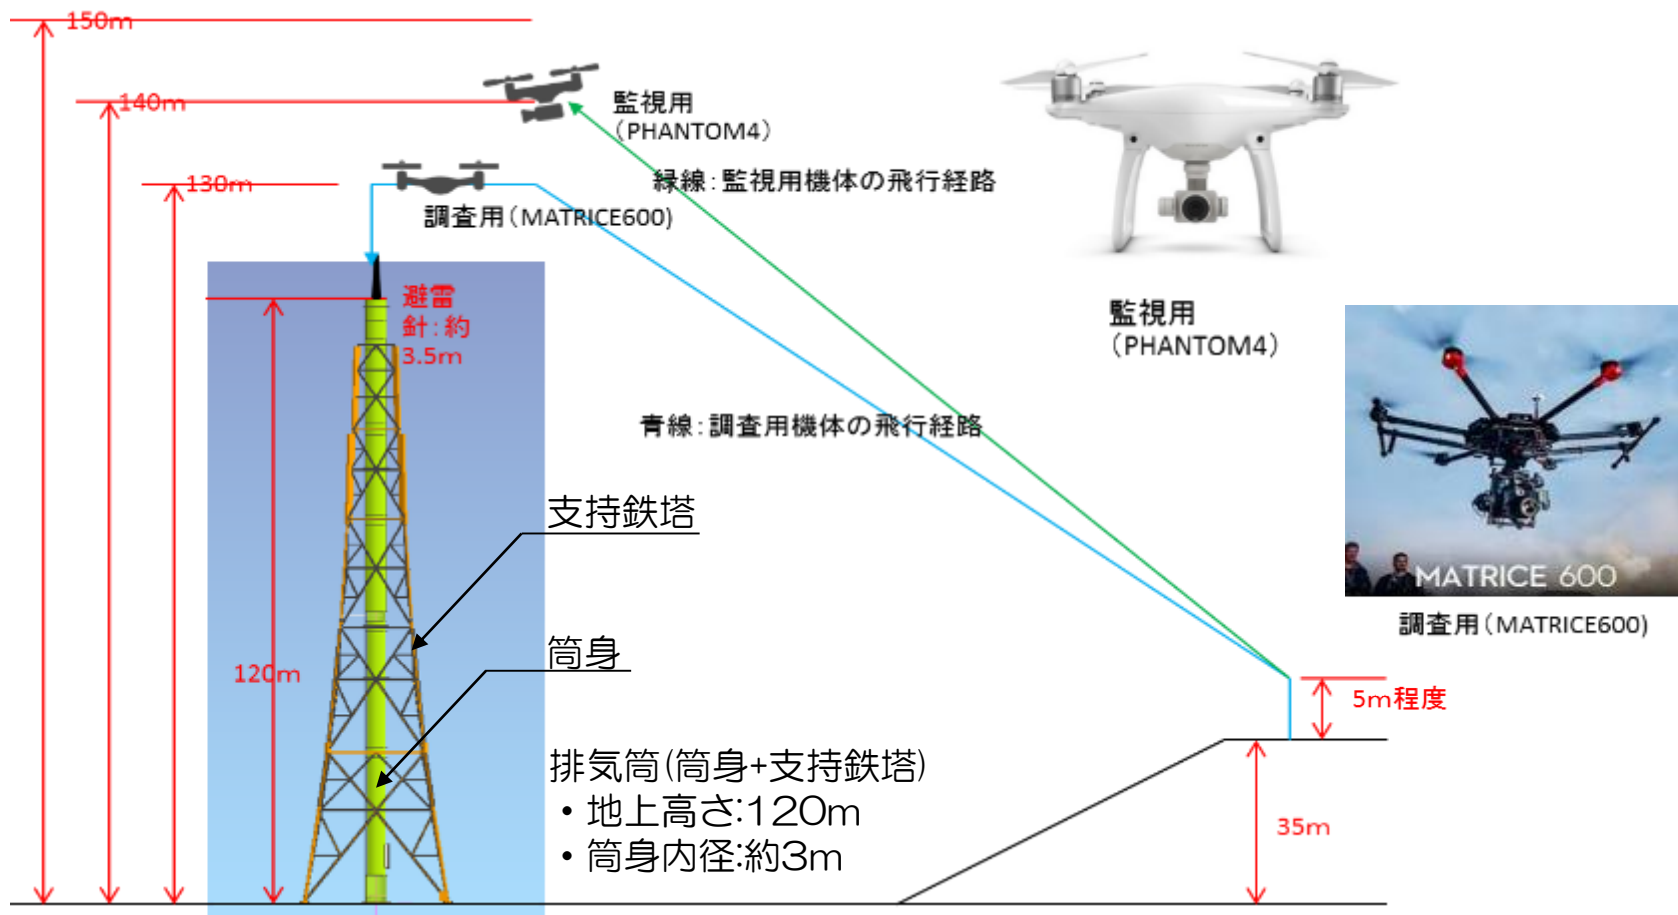 150m
140m
130m
監視用
（PHANTOM4）
緑線：監視用機体の飛行経路
調査用（MATRICE600）
避雷
針：約
3.5m
監視用
（PHANTOM4）
青線：調査用機体の飛行経路
支持鉄塔
MATRICE 600
調査用（MATRICE600）
筒身
120m
5m程度
排気筒(筒身+支持鉄塔)
・地上高さ:120m
・筒身内径:約3m
35m